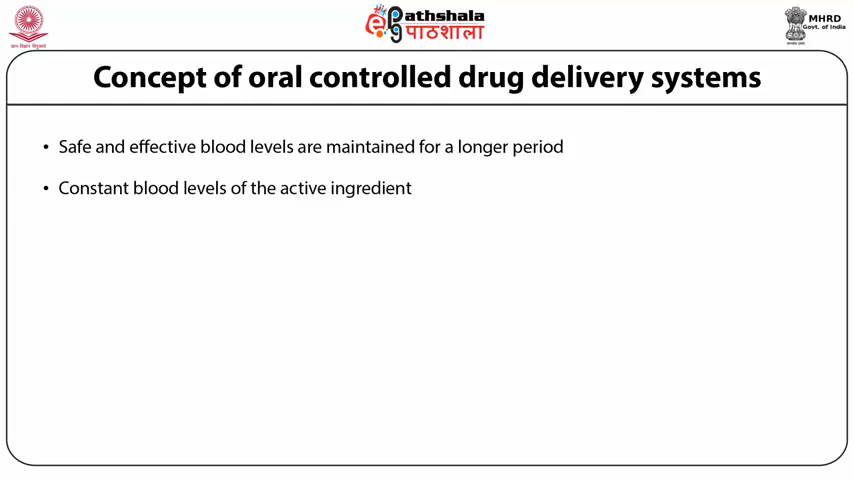 ePathshala
पाठशाला
MHRD
Govt. of India
Concept of oral controlled drug delivery systems
• Safe and effective blood levels are maintained for a longer period
• Constant blood levels of the active ingredient